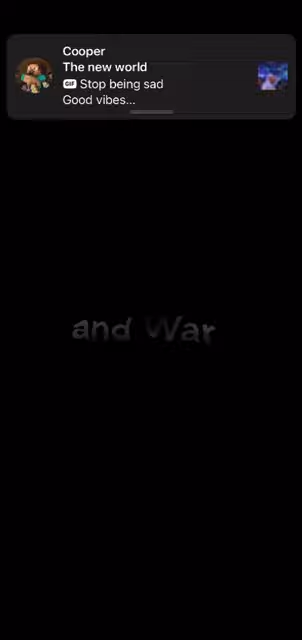 Cooper
The new world
GIF Stop being sad
Good vibes...
and War